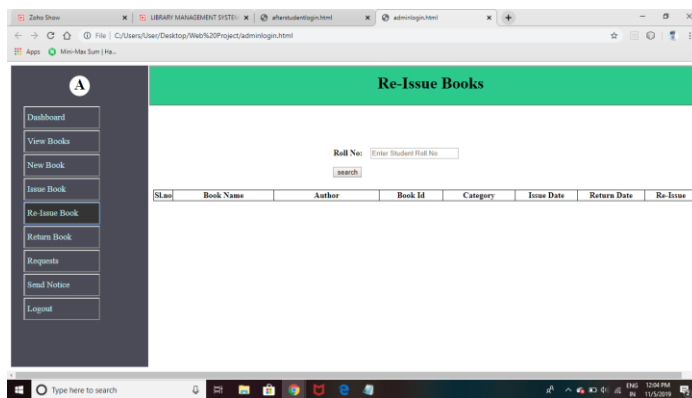 Zoho Show
LIBRARY MANAGEMENT SYSTEM
afterstudentlogin.html
adminlogin.html
File | C:/Users/User/Desktop/Web%20Project/adminlogin.html
Apps Mini-Max Sum | Ha...
A
Re-Issue Books
Dashboard
View Books
New Book
Issue Book
Re-Issue Book
Return Book
Requests
Send Notice
Logout
Roll No: Enter Student Roll No
search
Sl.no Book Name Author Book Id Category Issue Date Return Date Re-Issue
Type here to search
ENG 12:04 PM
IN 11/5/2019